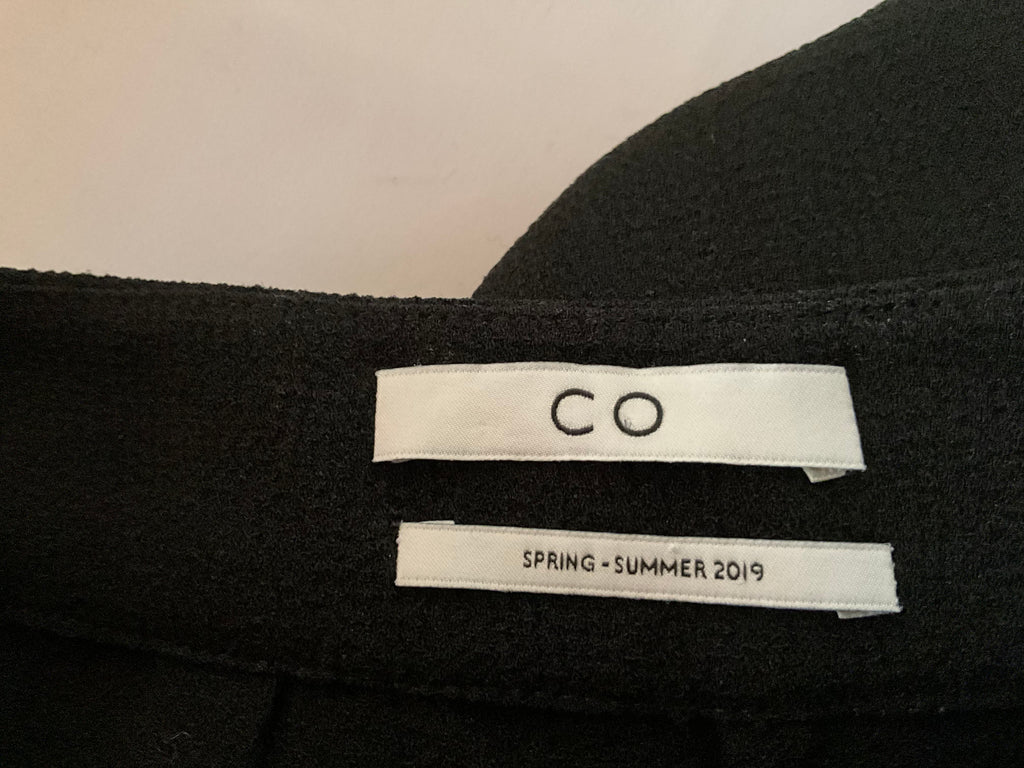 CO
SPRING - SUMMER 2019